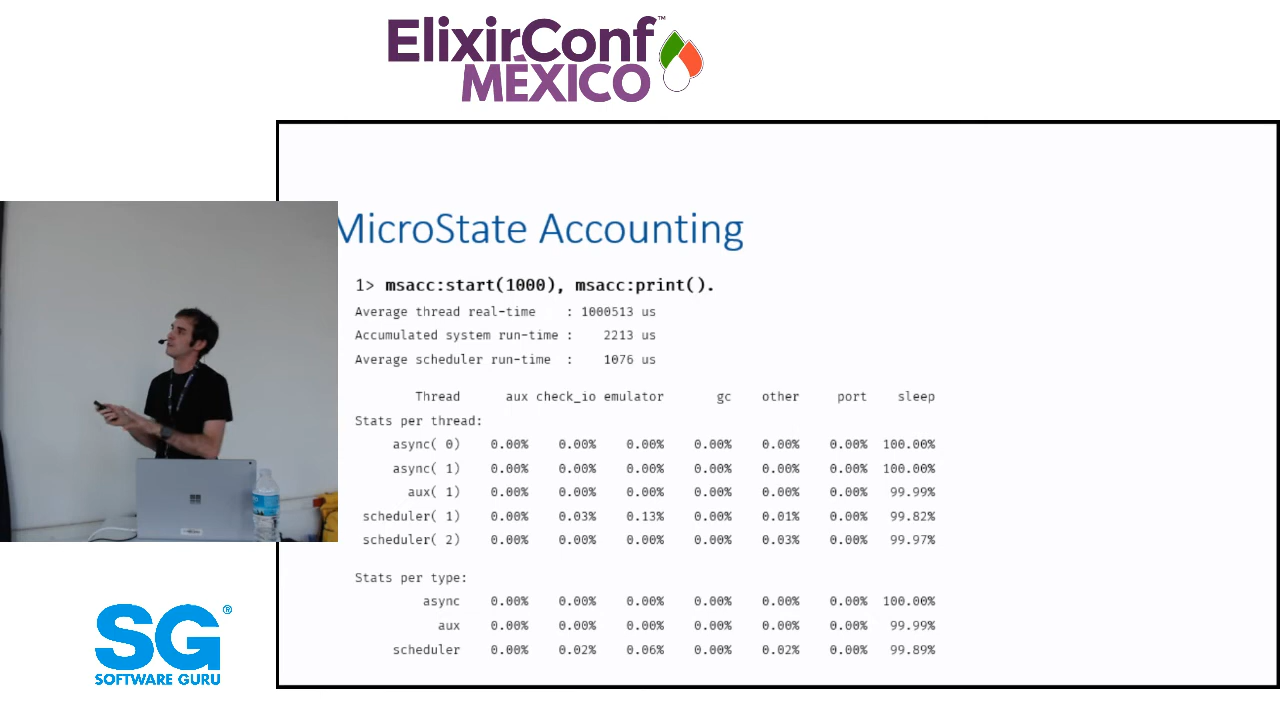 ElixirConf™
MÉXICO
MicroState Accounting
1> msacc:start(1000), msacc:print().
Average thread real-time : 1000513 us
Accumulated system run-time : 2213 us
Average scheduler run-time : 1076 us
Thread aux check_io emulator gc other port sleep
Stats per thread:
async( 0) 0.00% 0.00% 0.00% 0.00% 0.00% 0.00% 100.00%
async( 1) 0.00% 0.00% 0.00% 0.00% 0.00% 0.00% 100.00%
aux( 1) 0.00% 0.00% 0.00% 0.00% 0.00% 0.00% 99.99%
scheduler( 1) 0.00% 0.03% 0.13% 0.00% 0.01% 0.00% 99.82%
scheduler( 2) 0.00% 0.00% 0.00% 0.00% 0.03% 0.00% 99.97%
Stats per type:
async 0.00% 0.00% 0.00% 0.00% 0.00% 0.00% 100.00%
aux 0.00% 0.00% 0.00% 0.00% 0.00% 0.00% 99.99%
scheduler 0.00% 0.02% 0.06% 0.00% 0.02% 0.00% 99.89%
SG®
SOFTWARE GURU